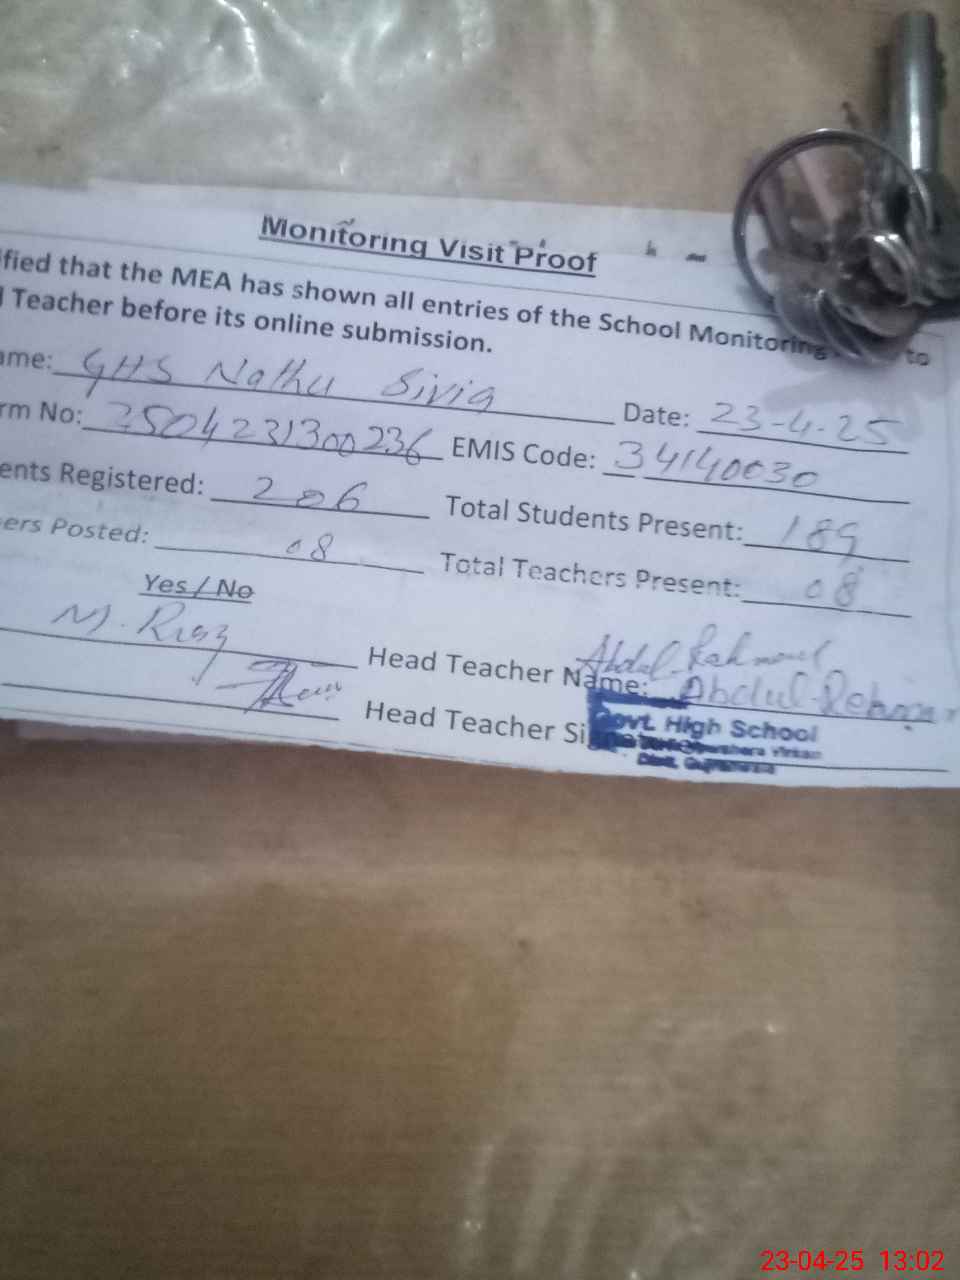 Monitoring Visit Proof
fied that the MEA has shown all entries of the School Monitoring to
Teacher before its online submission.
ame: GHS Nathu Sivia Date: 23-4-25
rm No: 2504231300236 EMIS Code: 34140030
ents Registered: 206 Total Students Present: 189
ers Posted: 08 Total Teachers Present: 08
Yes / No
M. Riaz Head Teacher Name: Abdul Rehman
Head Teacher Si
Govt. High School
23-04-25 13:02